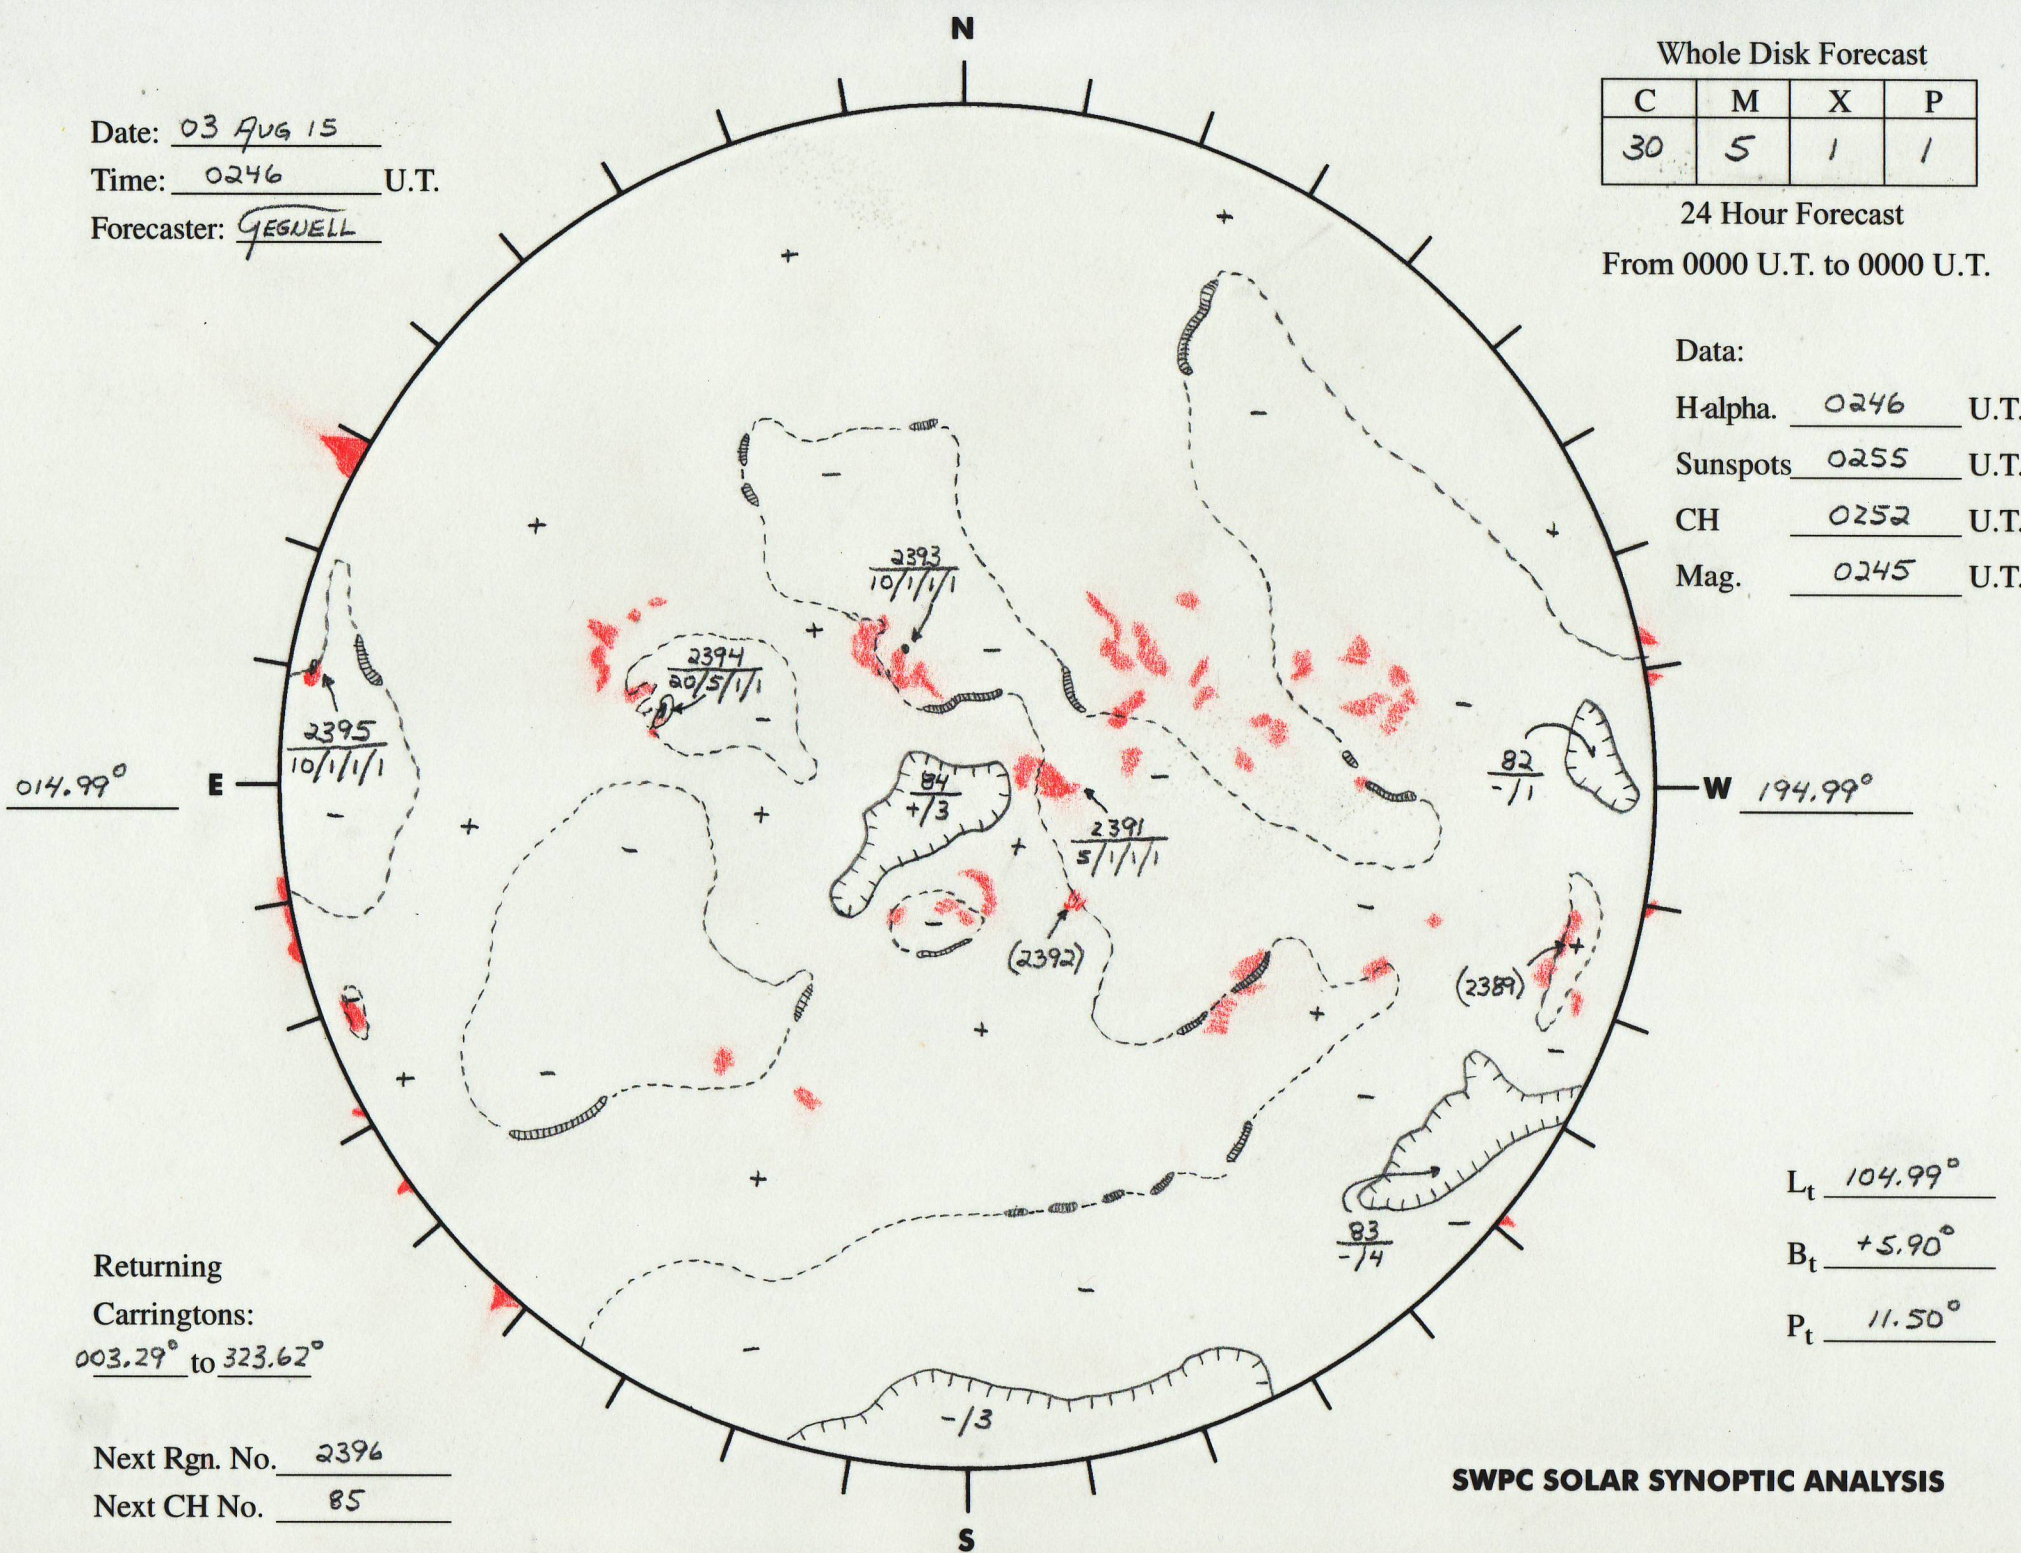 N
Date: 03 AUG 15
Time: 0246 U.T.
Forecaster: GEGNELL
Whole Disk Forecast
C M X P
30 5 1 1
24 Hour Forecast
From 0000 U.T. to 0000 U.T.
Data:
H-alpha. 0246 U.T.
Sunspots 0255 U.T.
CH 0252 U.T.
Mag. 0245 U.T.
2393
10/1/1/1
2394
20/5/1/1
2395
10/1/1/1
014.99° E
84
+/3
82
-/1
W 194.99°
2391
5/1/1/1
(2392)
(2389)
83
-/4
-/3
Lt 104.99°
Bt +5.90°
Pt 11.50°
Returning
Carringtons:
003.29° to 323.62°
Next Rgn. No. 2396
Next CH No. 85
S
SWPC SOLAR SYNOPTIC ANALYSIS